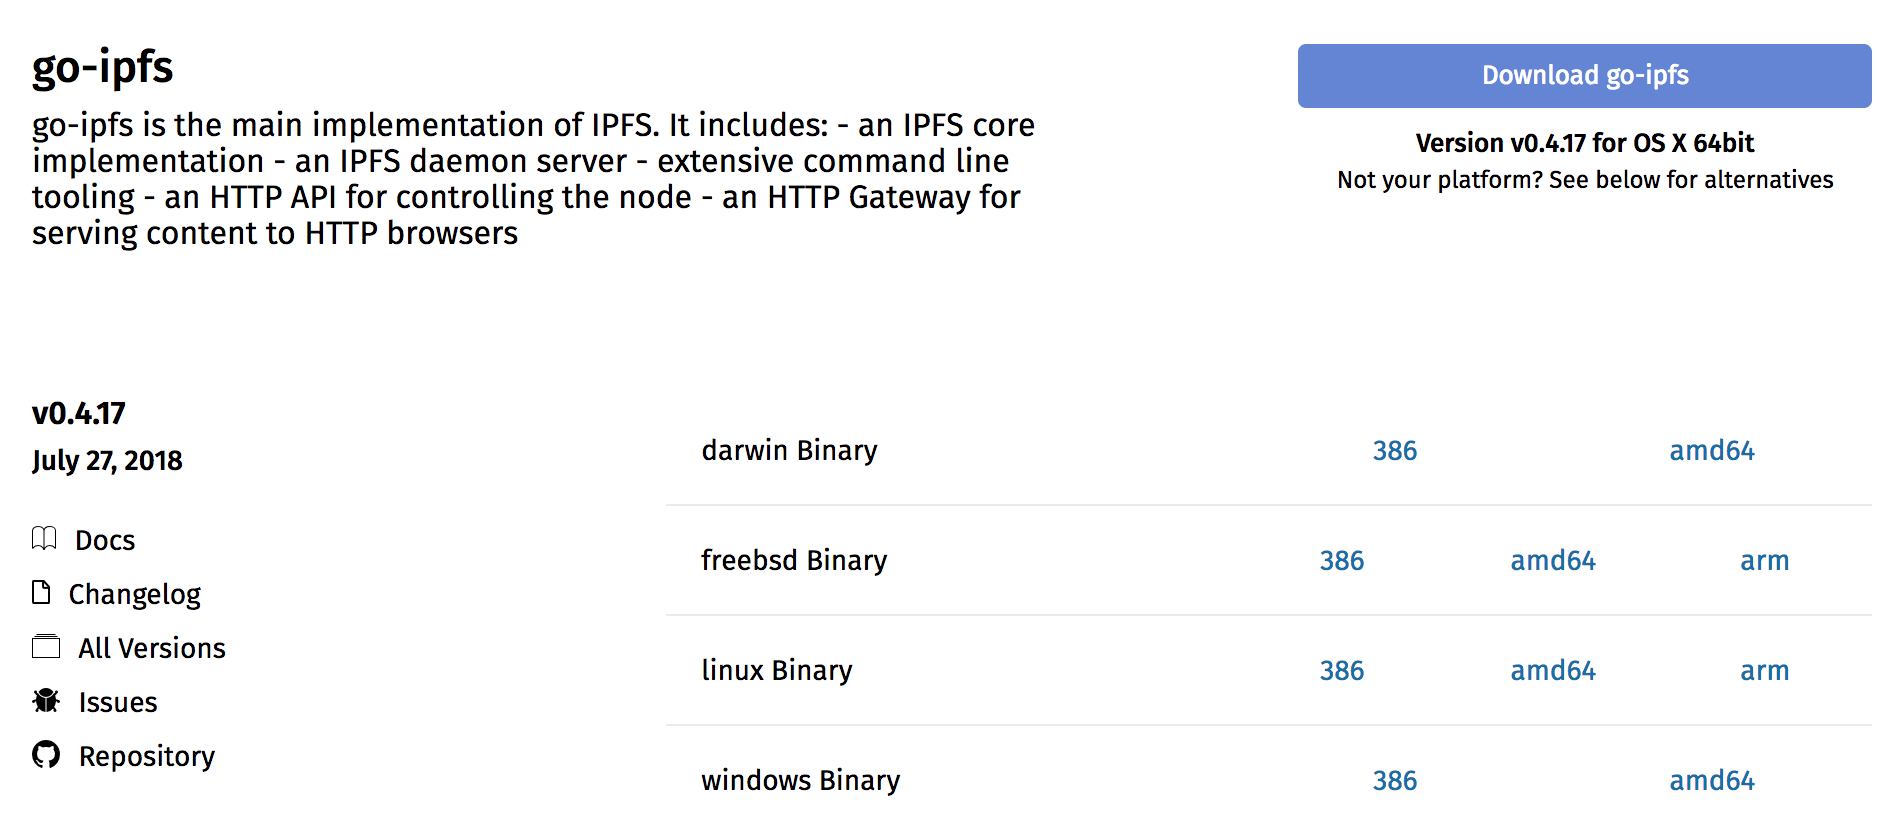 go-ipfs
go-ipfs is the main implementation of IPFS. It includes: - an IPFS core
implementation - an IPFS daemon server - extensive command line
tooling - an HTTP API for controlling the node - an HTTP Gateway for
serving content to HTTP browsers
Download go-ipfs
Version v0.4.17 for OS X 64bit
Not your platform? See below for alternatives
v0.4.17
July 27, 2018
Docs
Changelog
All Versions
Issues
Repository
darwin Binary 386 amd64
freebsd Binary 386 amd64 arm
linux Binary 386 amd64 arm
windows Binary 386 amd64